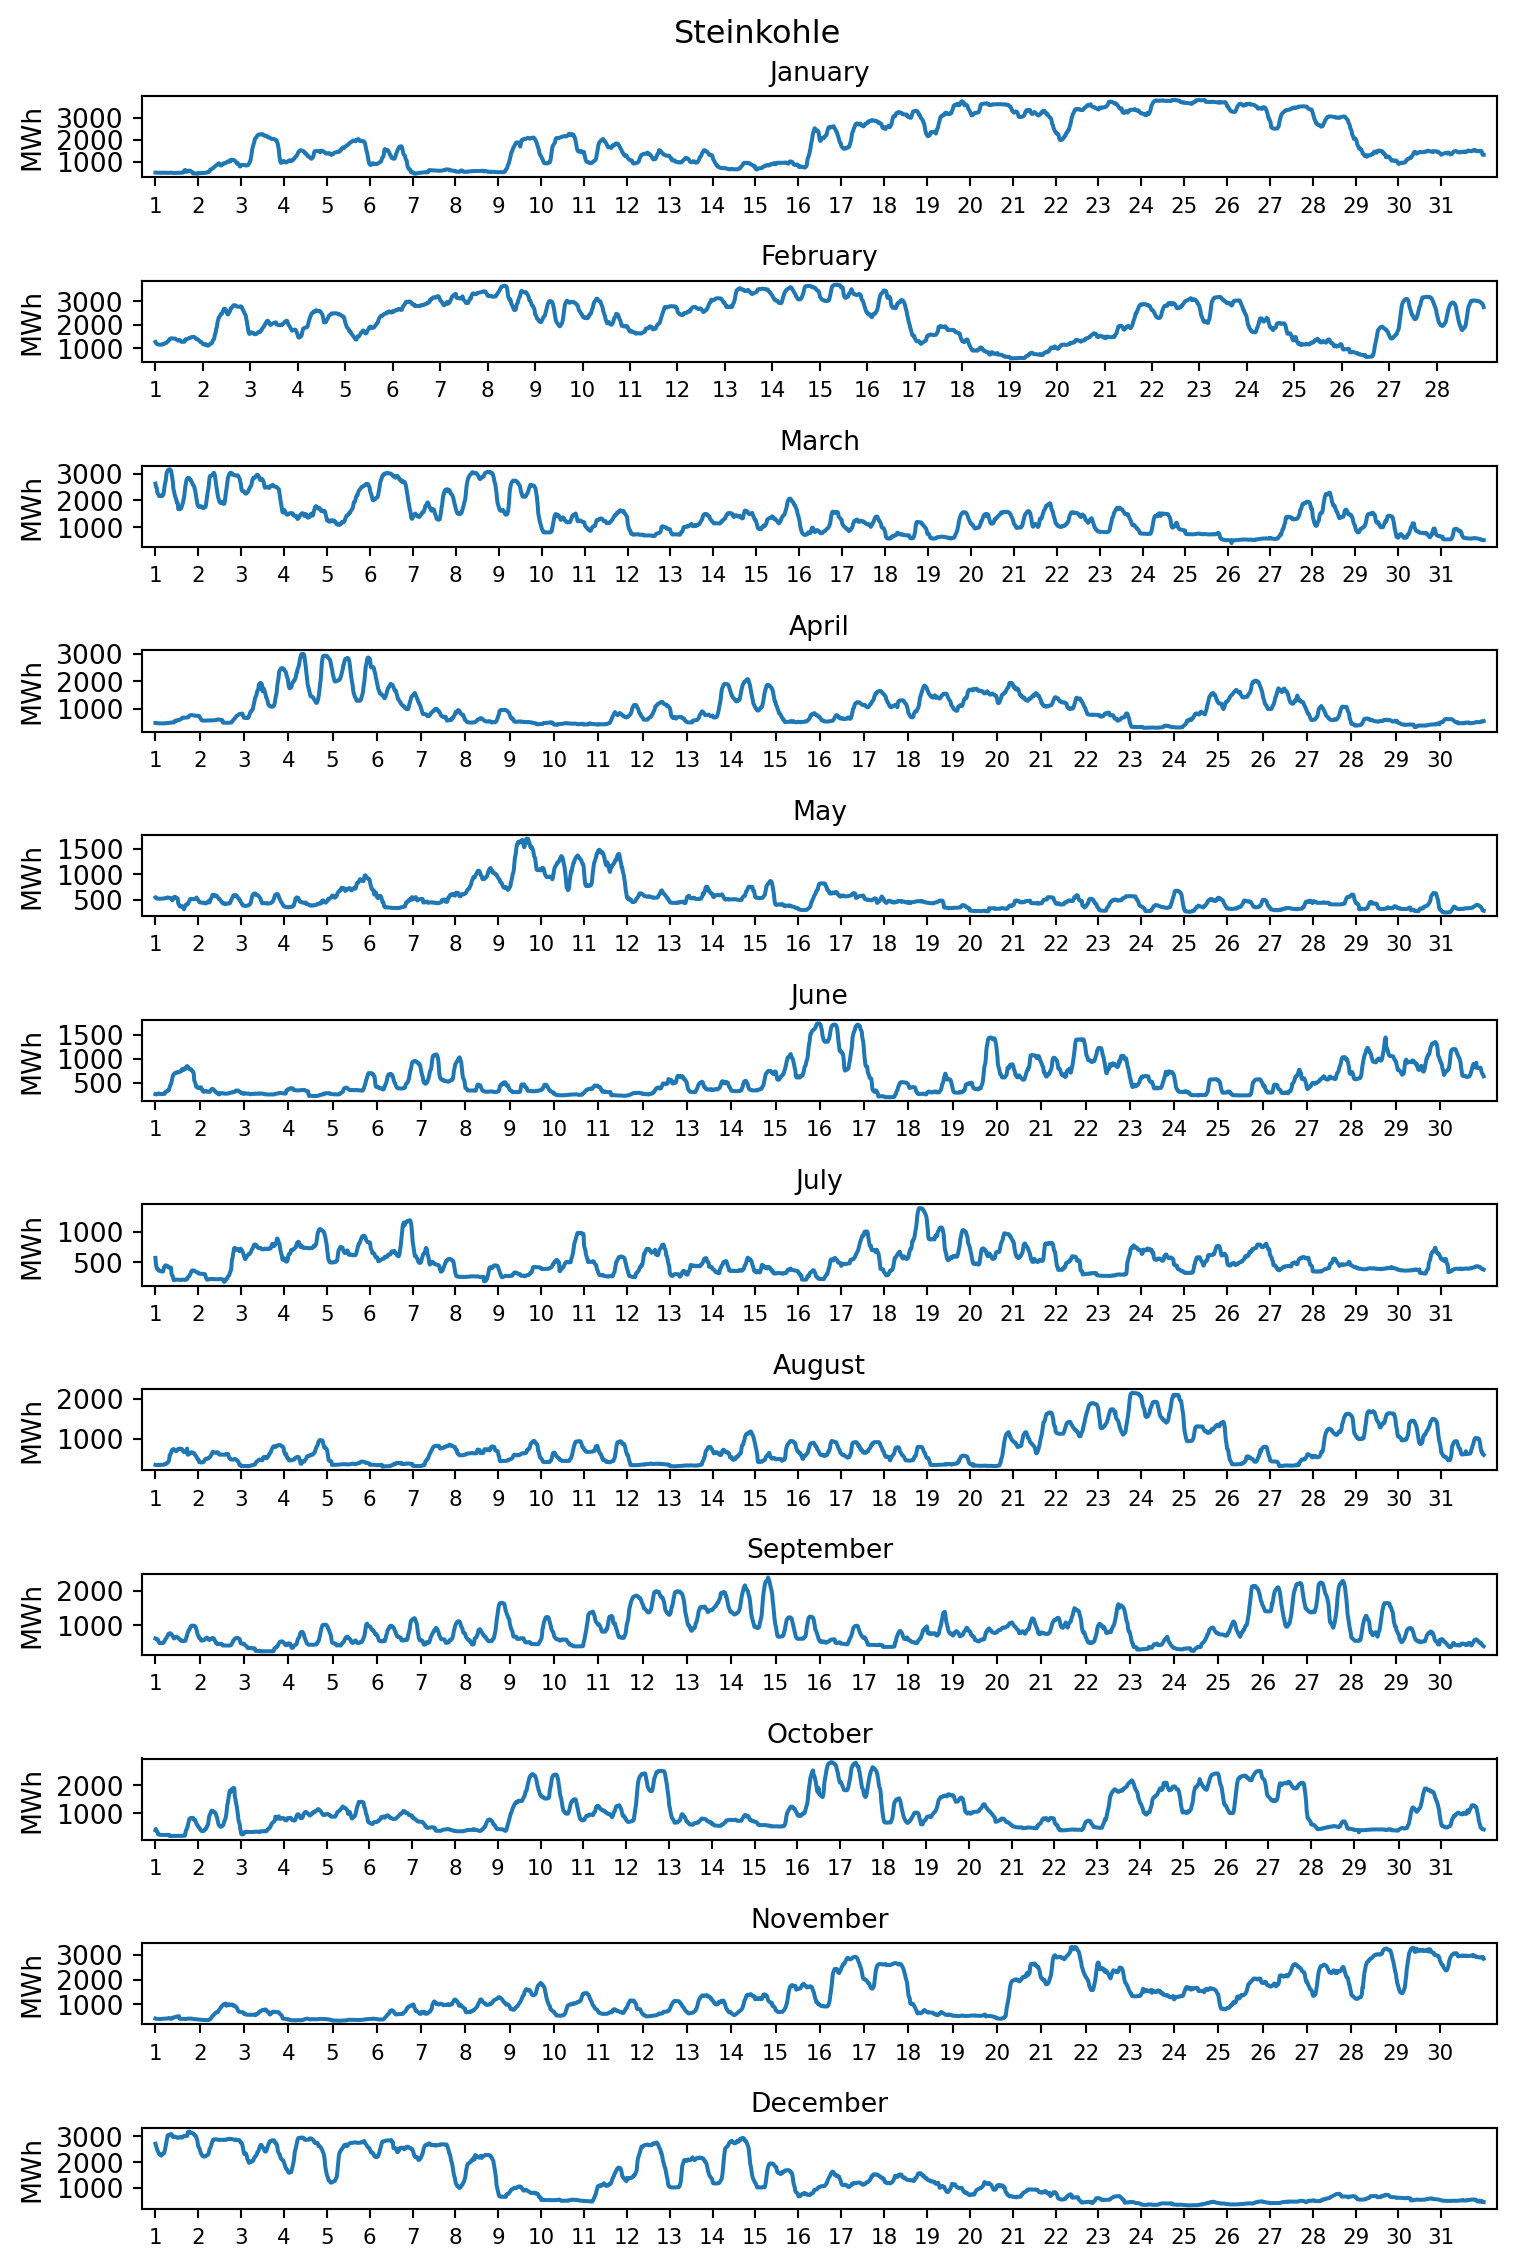 Steinkohle
January
MWh
3000
2000
1000
1 2 3 4 5 6 7 8 9 10 11 12 13 14 15 16 17 18 19 20 21 22 23 24 25 26 27 28 29 30 31
February
MWh
3000
2000
1000
1 2 3 4 5 6 7 8 9 10 11 12 13 14 15 16 17 18 19 20 21 22 23 24 25 26 27 28
March
MWh
3000
2000
1000
1 2 3 4 5 6 7 8 9 10 11 12 13 14 15 16 17 18 19 20 21 22 23 24 25 26 27 28 29 30 31
April
MWh
3000
2000
1000
1 2 3 4 5 6 7 8 9 10 11 12 13 14 15 16 17 18 19 20 21 22 23 24 25 26 27 28 29 30
May
MWh
1500
1000
500
1 2 3 4 5 6 7 8 9 10 11 12 13 14 15 16 17 18 19 20 21 22 23 24 25 26 27 28 29 30 31
June
MWh
1500
1000
500
1 2 3 4 5 6 7 8 9 10 11 12 13 14 15 16 17 18 19 20 21 22 23 24 25 26 27 28 29 30
July
MWh
1000
500
1 2 3 4 5 6 7 8 9 10 11 12 13 14 15 16 17 18 19 20 21 22 23 24 25 26 27 28 29 30 31
August
MWh
2000
1000
1 2 3 4 5 6 7 8 9 10 11 12 13 14 15 16 17 18 19 20 21 22 23 24 25 26 27 28 29 30 31
September
MWh
2000
1000
1 2 3 4 5 6 7 8 9 10 11 12 13 14 15 16 17 18 19 20 21 22 23 24 25 26 27 28 29 30
October
MWh
2000
1000
1 2 3 4 5 6 7 8 9 10 11 12 13 14 15 16 17 18 19 20 21 22 23 24 25 26 27 28 29 30 31
November
MWh
3000
2000
1000
1 2 3 4 5 6 7 8 9 10 11 12 13 14 15 16 17 18 19 20 21 22 23 24 25 26 27 28 29 30
December
MWh
3000
2000
1000
1 2 3 4 5 6 7 8 9 10 11 12 13 14 15 16 17 18 19 20 21 22 23 24 25 26 27 28 29 30 31